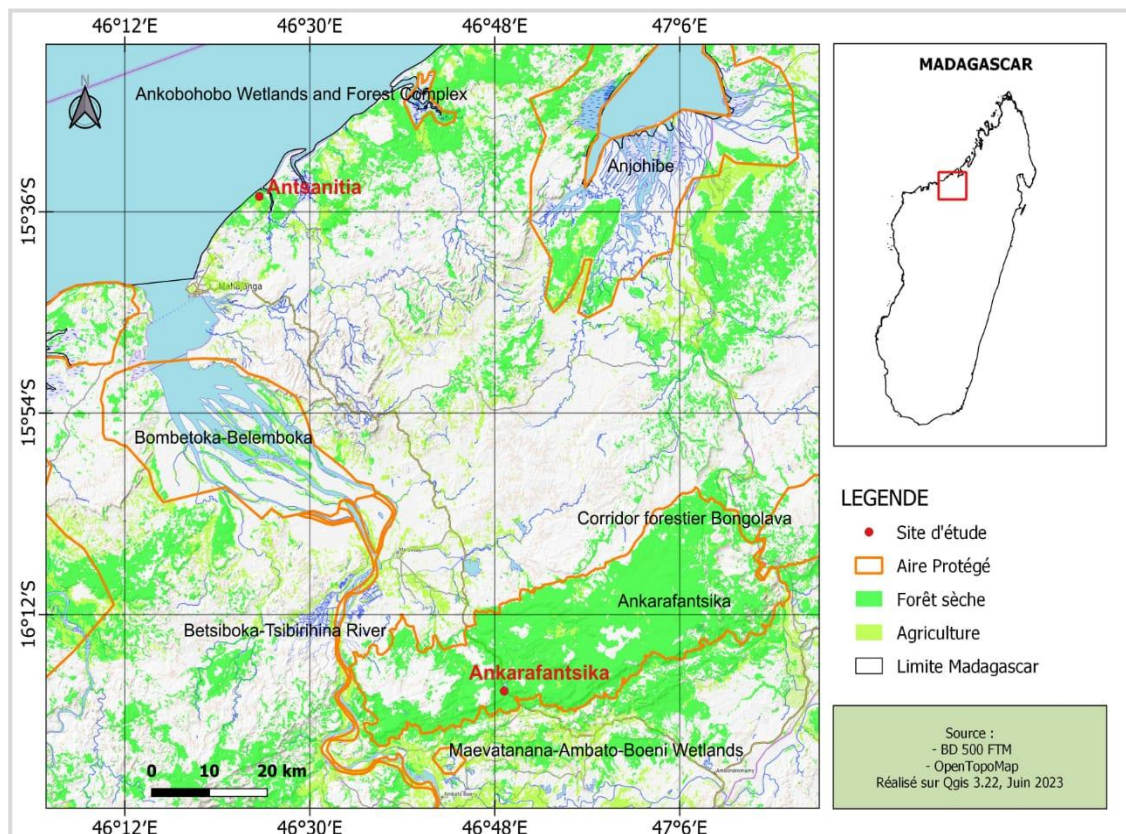 46°12′E 46°30′E 46°48′E 47°6′E
N
Ankobohobo Wetlands and Forest Complex
Anjohibe
Antsanitia
15°36′S
Mahajanga
15°54′S
Bombetoka-Belemboka
Corridor forestier Bongolava
Ankarafantsika
16°12′S
Betsiboka-Tsibirihina River
Ankarafantsika
Maevatanana-Ambato-Boeni Wetlands
0 10 20 km
46°12′E 46°30′E 46°48′E 47°6′E
MADAGASCAR
LEGENDE
Site d'étude
Aire Protégé
Forêt sèche
Agriculture
Limite Madagascar
Source :
- BD 500 FTM
- OpenTopoMap
Réalisé sur Qgis 3.22, Juin 2023